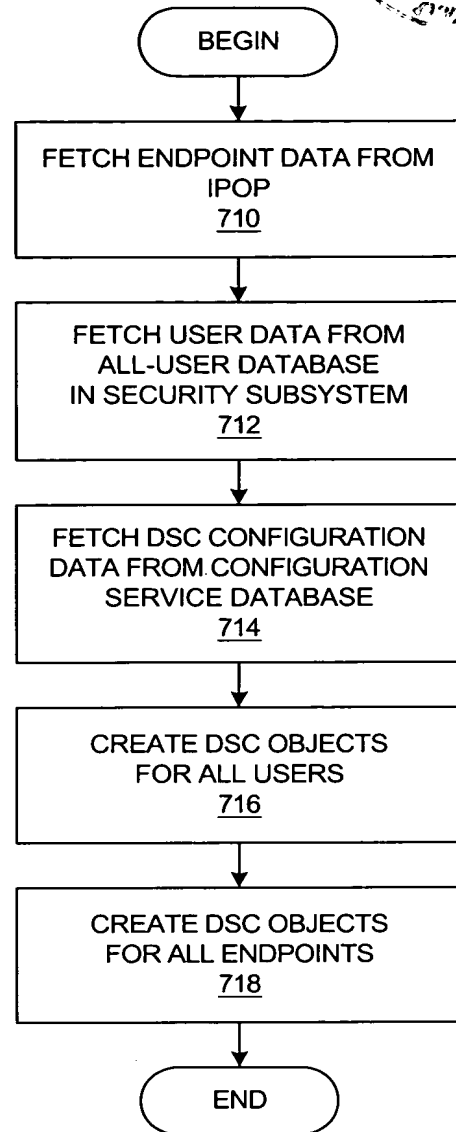 BEGIN
FETCH ENDPOINT DATA FROM
IPOP
710
FETCH USER DATA FROM
ALL-USER DATABASE
IN SECURITY SUBSYSTEM
712
FETCH DSC CONFIGURATION
DATA FROM CONFIGURATION
SERVICE DATABASE
714
CREATE DSC OBJECTS
FOR ALL USERS
716
CREATE DSC OBJECTS
FOR ALL ENDPOINTS
718
END